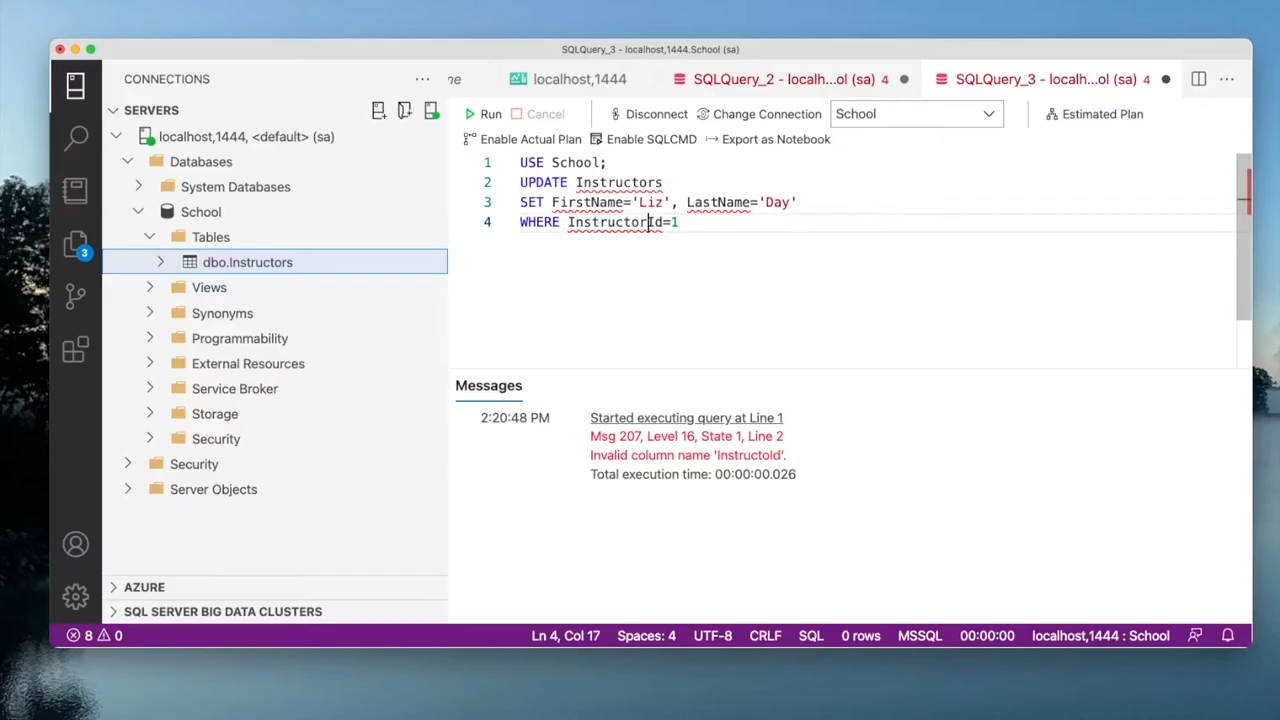 SQLQuery_3 - localhost,1444.School (sa)
CONNECTIONS
ne
localhost,1444
SQLQuery_2 - localh...ol (sa) 4
SQLQuery_3 - localh...ol (sa) 4
SERVERS
Run
Cancel
Disconnect
Change Connection
School
Estimated Plan
localhost,1444, <default> (sa)
Enable Actual Plan
Enable SQLCMD
Export as Notebook
Databases
System Databases
School
Tables
dbo.Instructors
Views
Synonyms
Programmability
External Resources
Service Broker
Storage
Security
Security
Server Objects
AZURE
SQL SERVER BIG DATA CLUSTERS
3
1 USE School;
2 UPDATE Instructors
3 SET FirstName='Liz', LastName='Day'
4 WHERE InstructorId=1
Messages
2:20:48 PM Started executing query at Line 1
Msg 207, Level 16, State 1, Line 2
Invalid column name 'InstructoId'.
Total execution time: 00:00:00.026
8 0
Ln 4, Col 17
Spaces: 4
UTF-8
CRLF
SQL
0 rows
MSSQL
00:00:00
localhost,1444 : School